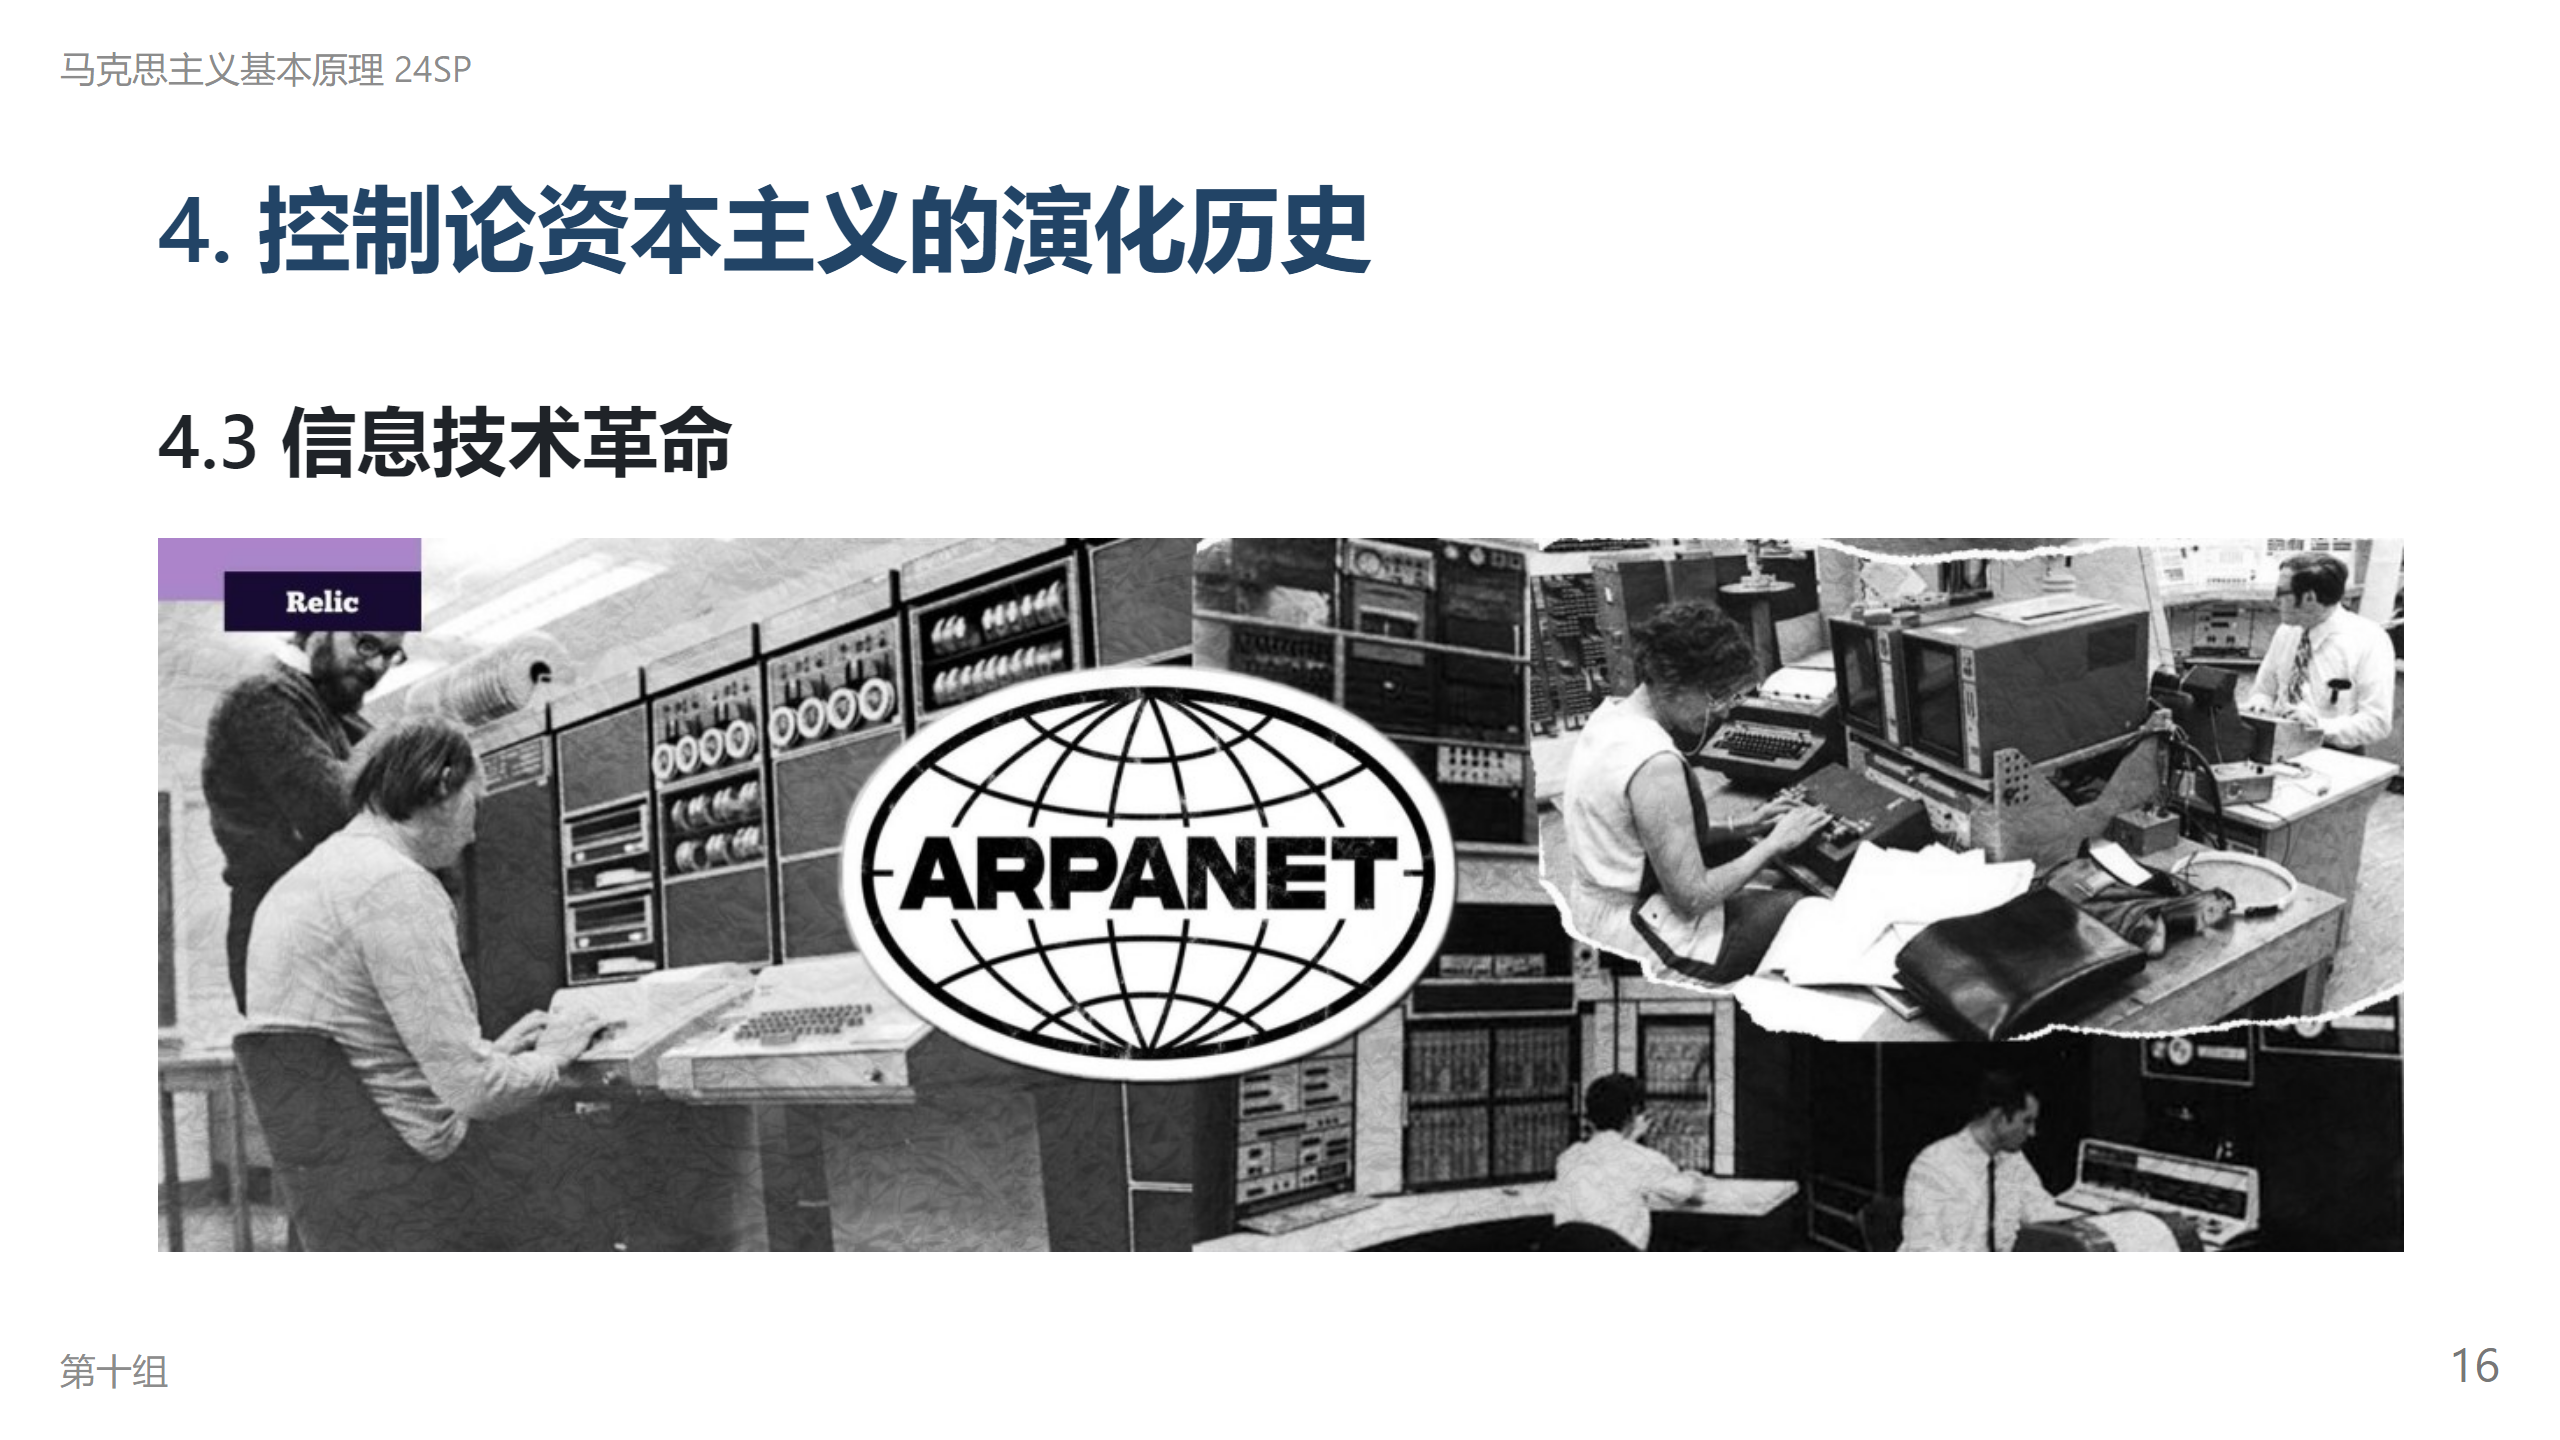 马克思主义基本原理 24SP
4. 控制论资本主义的演化历史
4.3 信息技术革命
Relic
ARPANET
第十组
16